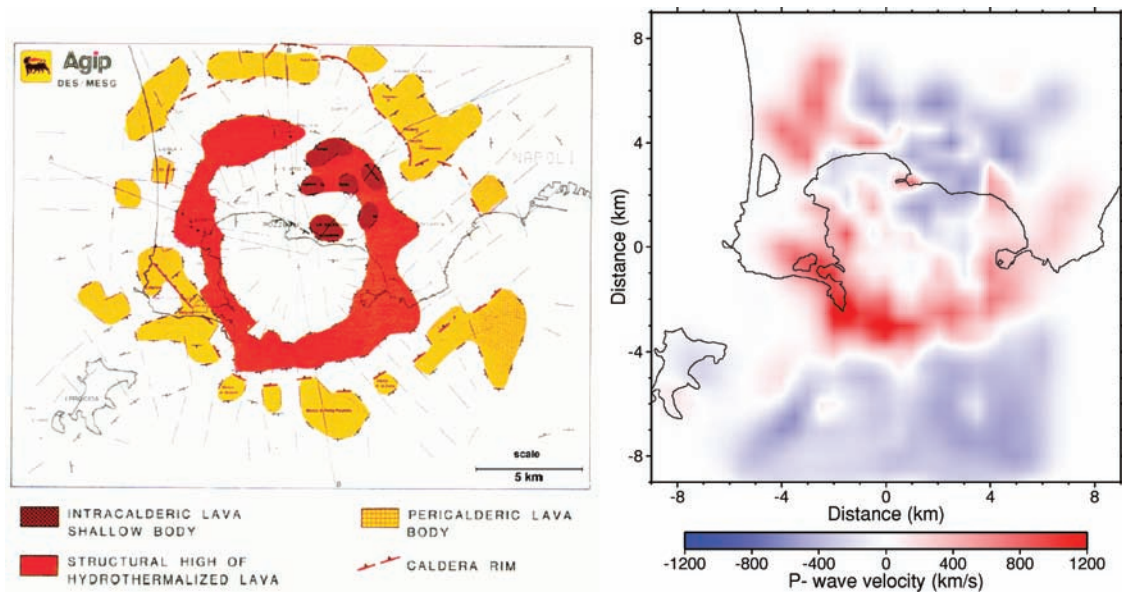 Agip
DES/MESG
NAPOLI
scale
5 km
INTRACALDERIC LAVA
SHALLOW BODY
STRUCTURAL HIGH OF
HYDROTHERMALIZED LAVA
PERICALDERIC LAVA
BODY
CALDERA RIM
8
4
0
-4
-8
Distance (km)
-8
-4
0
4
8
Distance (km)
-1200
-800
-400
0
400
800
1200
P- wave velocity (km/s)